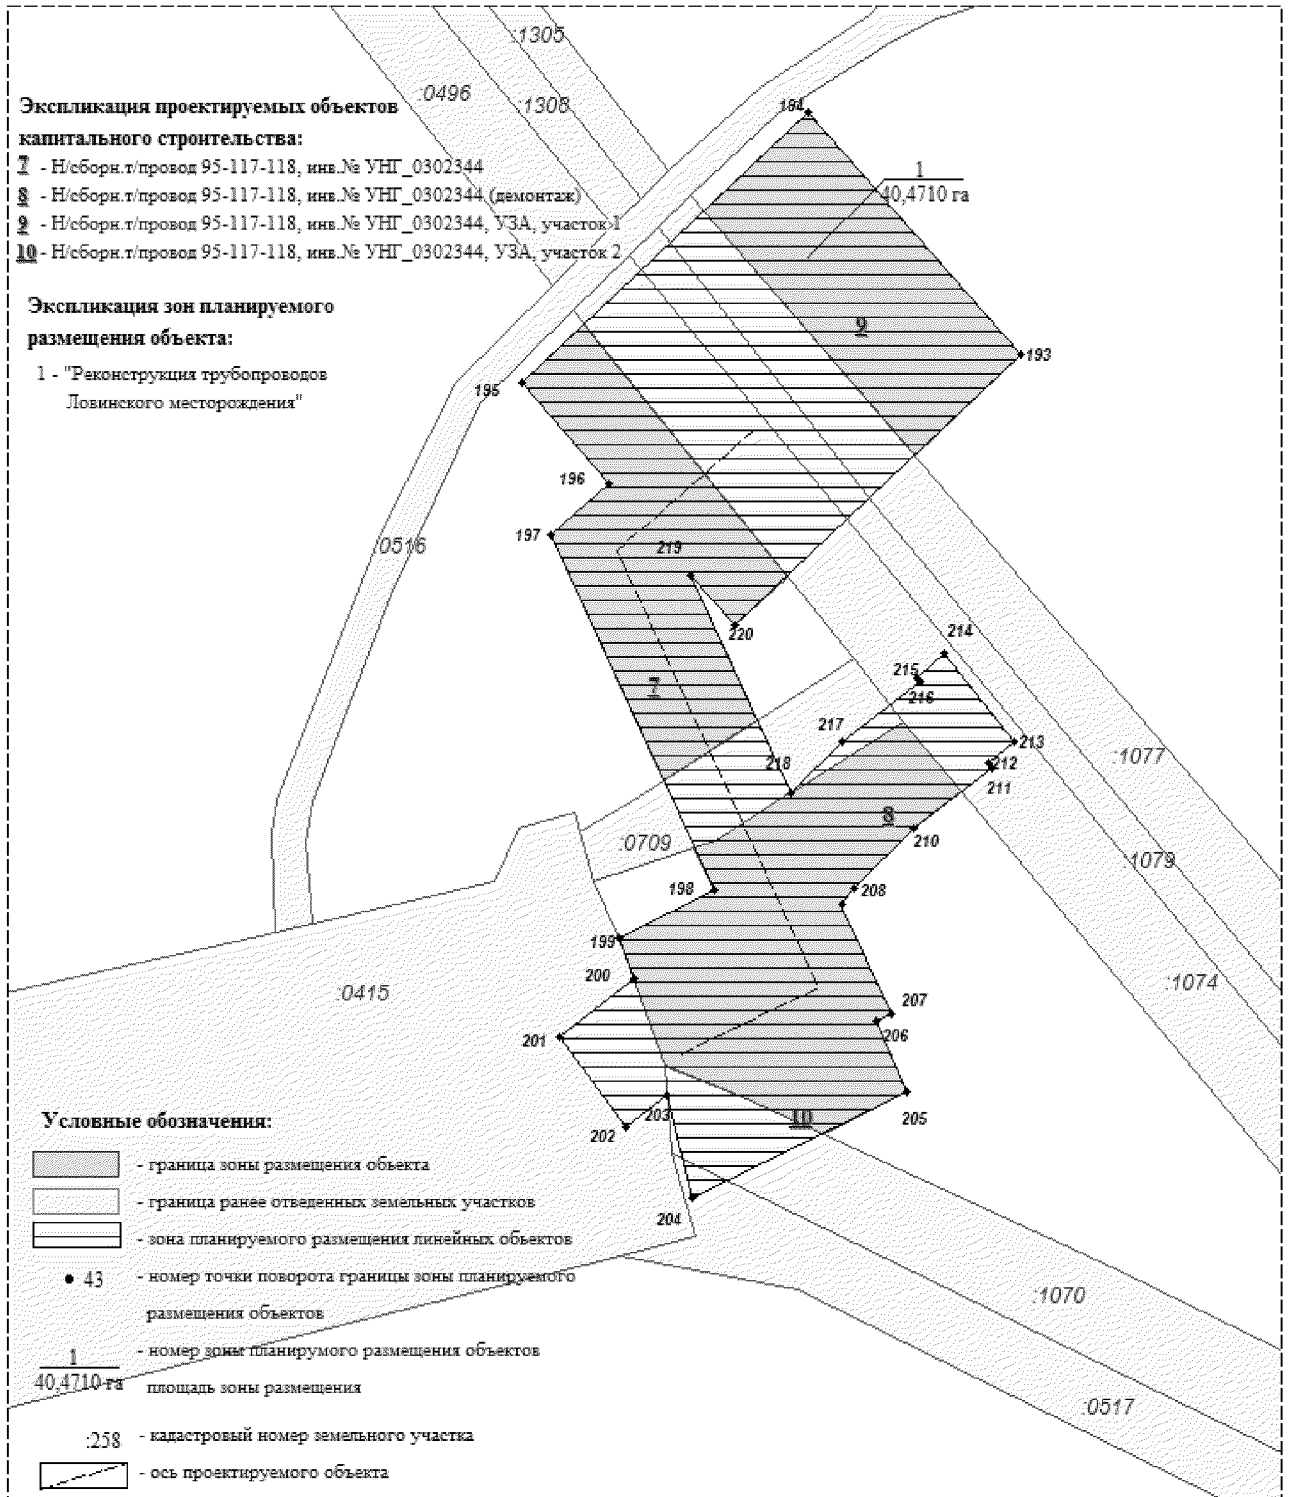 :1305
:0496
:1308
Экспликация проектируемых объектов
капитального строительства:
7 - Н/сборн.т/провод 95-117-118, инв.№ УНГ_0302344
8 - Н/сборн.т/провод 95-117-118, инв.№ УНГ_0302344 (демонтаж)
9 - Н/сборн.т/провод 95-117-118, инв.№ УНГ_0302344, УЗА, участок 1
10 - Н/сборн.т/провод 95-117-118, инв.№ УНГ_0302344, УЗА, участок 2
Экспликация зон планируемого
размещения объекта:
1 - "Реконструкция трубопроводов
Ловинского месторождения"
194
1
40,4710 га
9
193
195
196
197
:0516
219
220
214
7
215
216
217
213
212
218
211
:1077
8
210
:0709
:1079
198
208
199
200
:1074
:0415
207
201
206
203
10
205
202
204
Условные обозначения:
- граница зоны размещения объекта
- граница ранее отведенных земельных участков
- зона планируемого размещения линейных объектов
43 - номер точки поворота границы зоны планируемого
размещения объектов
1 - номер зоны планирумого размещения объектов
40,4710 га площадь зоны размещения
:258 - кадастровый номер земельного участка
- ось проектируемого объекта
:1070
:0517